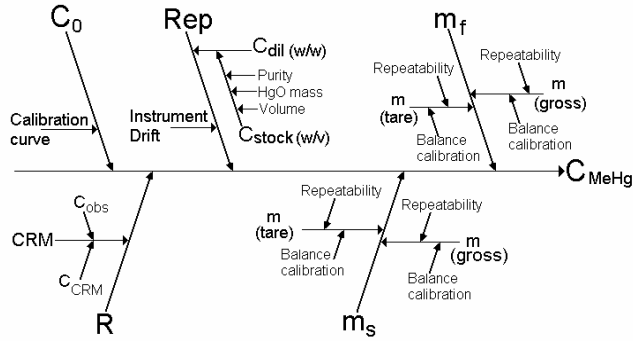 C0
Rep
mf
Cdil (w/w)
Purity
HgO mass
Volume
Cstock (w/v)
Calibration
curve
Instrument
Drift
Repeatability
m
(tare)
Balance
calibration
Repeatability
m
(gross)
Balance
calibration
CMeHg
Cobs
CRM
CCRM
R
Repeatability
m
(tare)
Balance
calibration
Repeatability
m
(gross)
Balance
calibration
ms